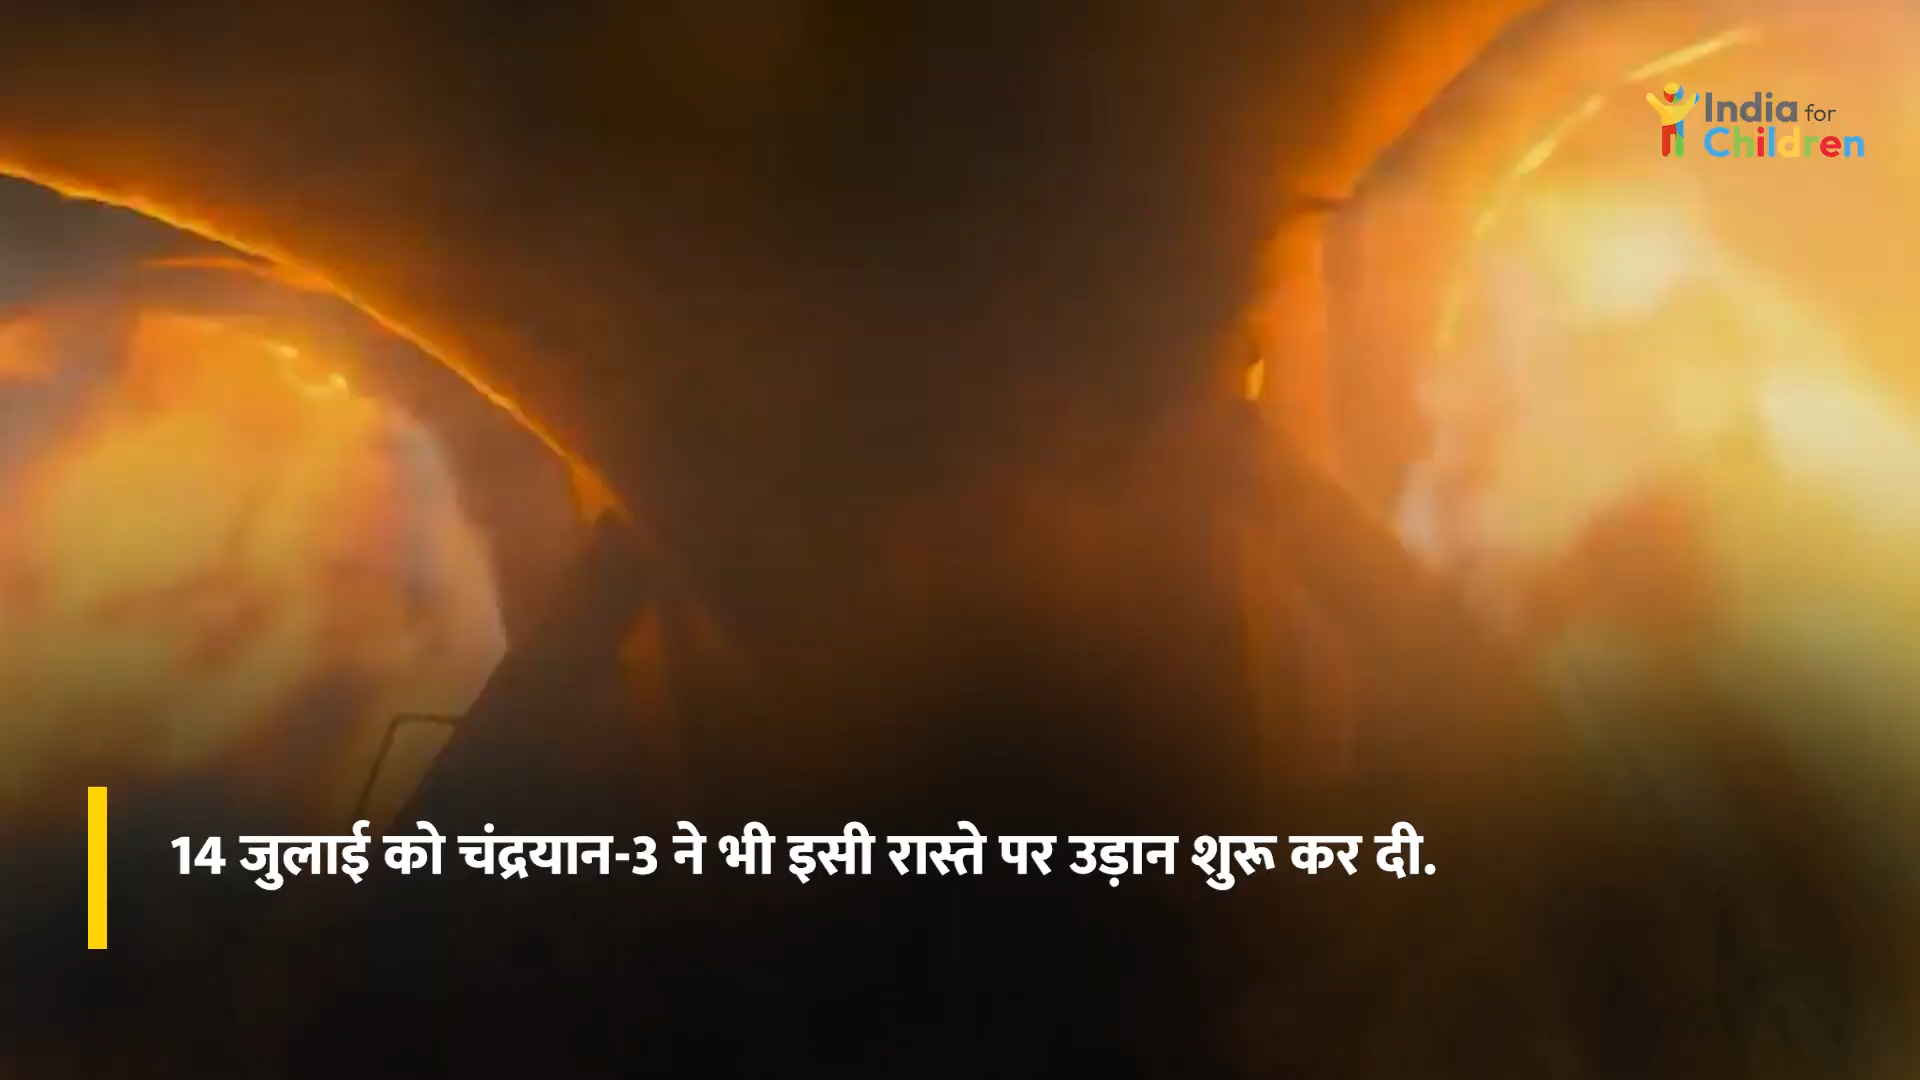 India for
Children
14 जुलाई को चंद्रयान-3 ने भी इसी रास्ते पर उड़ान शुरू कर दी.